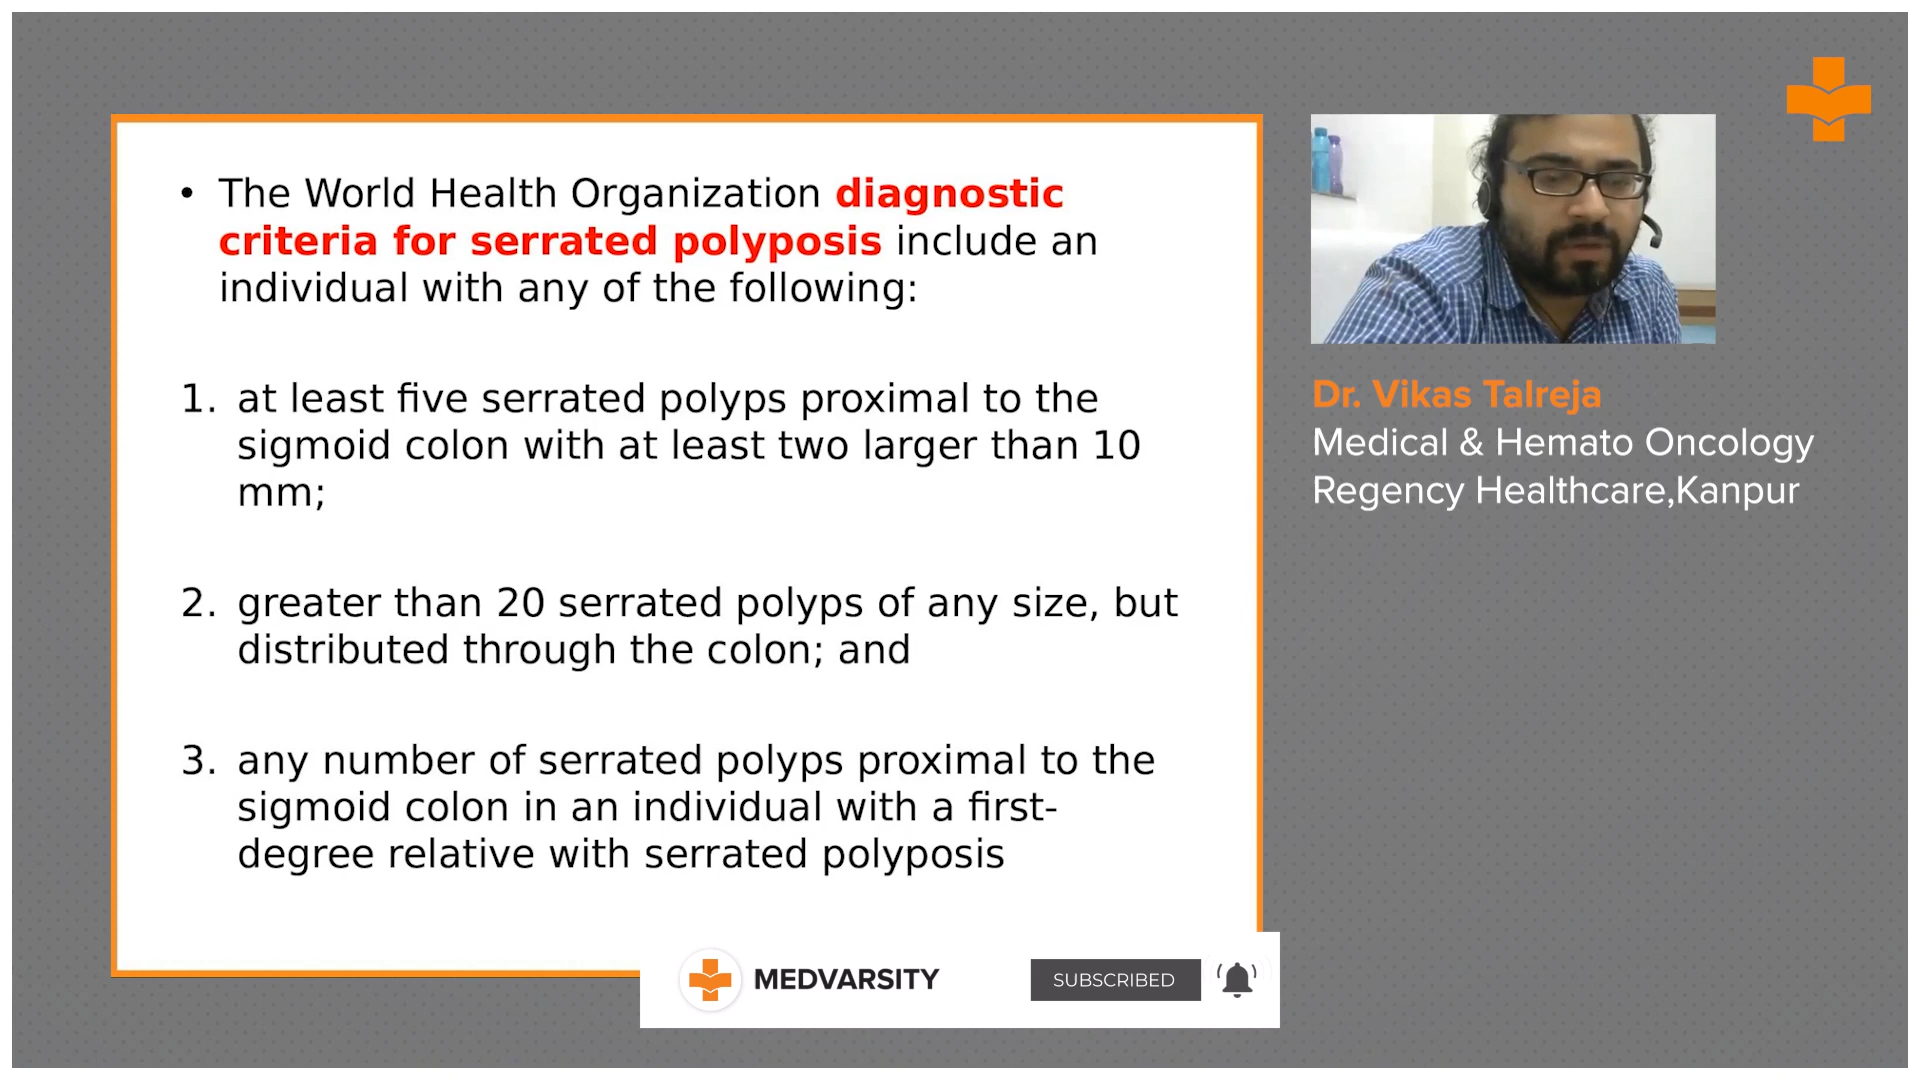 • The World Health Organization diagnostic
criteria for serrated polyposis include an
individual with any of the following:
1. at least five serrated polyps proximal to the
sigmoid colon with at least two larger than 10
mm;
2. greater than 20 serrated polyps of any size, but
distributed through the colon; and
3. any number of serrated polyps proximal to the
sigmoid colon in an individual with a first-
degree relative with serrated polyposis
Dr. Vikas Talreja
Medical & Hemato Oncology
Regency Healthcare,Kanpur
MEDVARSITY
SUBSCRIBED